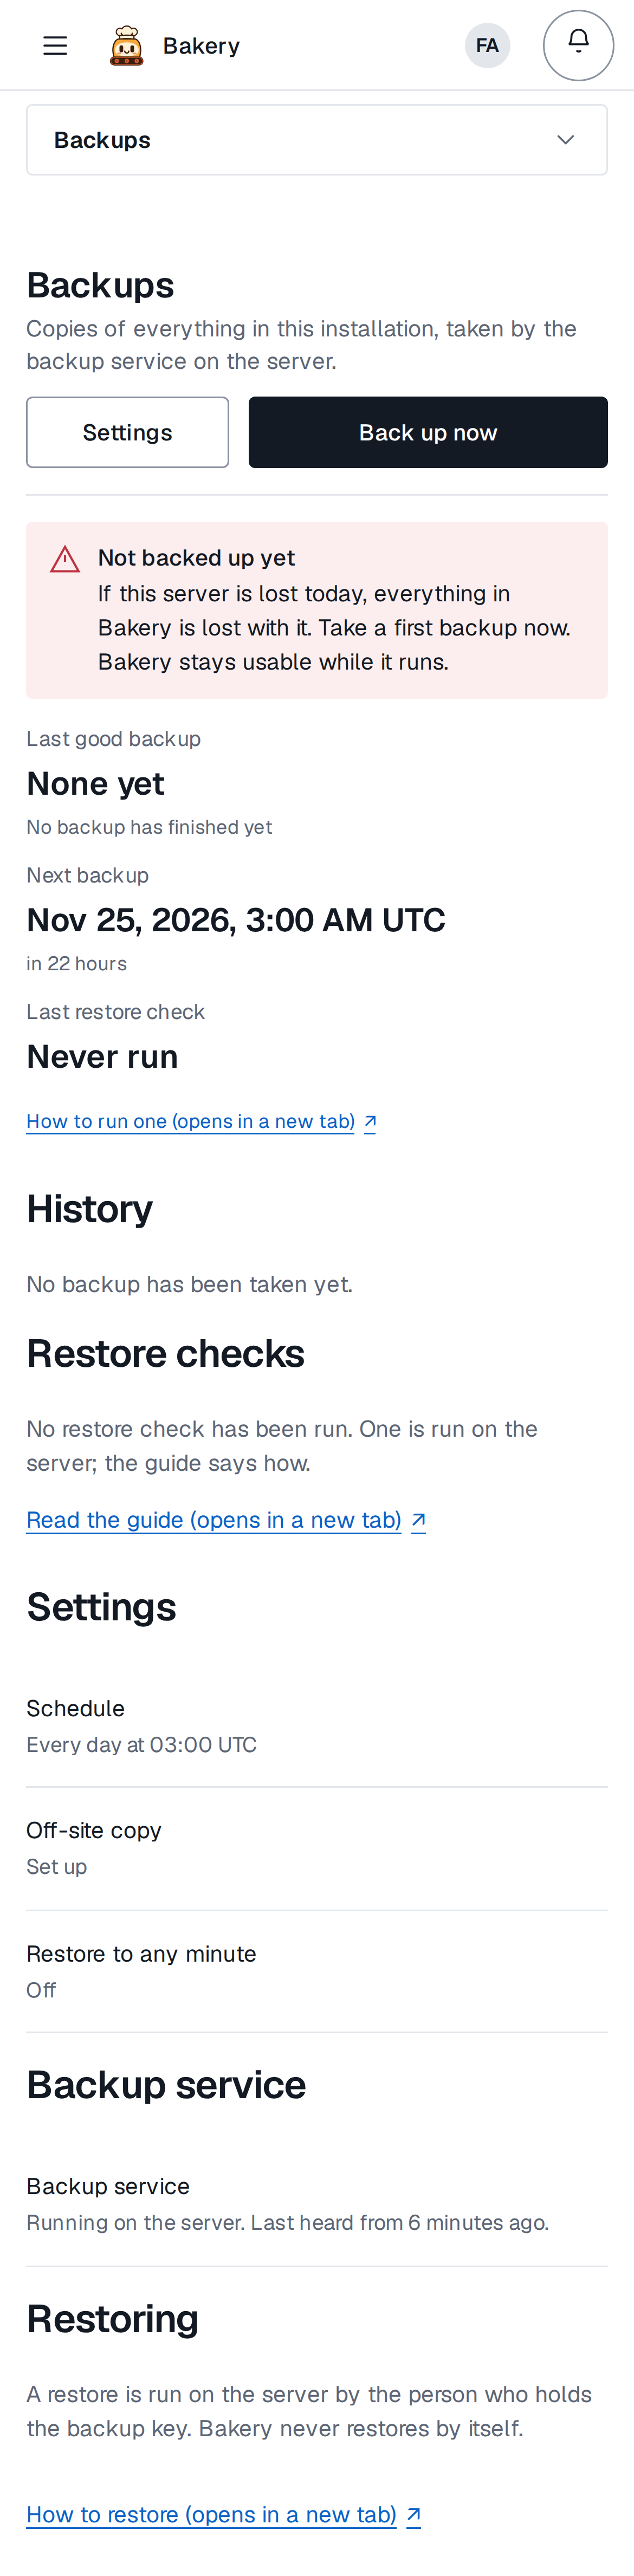 Bakery
FA
Backups
Backups
Copies of everything in this installation, taken by the
backup service on the server.
Settings
Back up now
Not backed up yet
If this server is lost today, everything in
Bakery is lost with it. Take a first backup now.
Bakery stays usable while it runs.
Last good backup
None yet
No backup has finished yet
Next backup
Nov 25, 2026, 3:00 AM UTC
in 22 hours
Last restore check
Never run
How to run one (opens in a new tab)
History
No backup has been taken yet.
Restore checks
No restore check has been run. One is run on the
server; the guide says how.
Read the guide (opens in a new tab)
Settings
Schedule
Every day at 03:00 UTC
Off-site copy
Set up
Restore to any minute
Off
Backup service
Backup service
Running on the server. Last heard from 6 minutes ago.
Restoring
A restore is run on the server by the person who holds
the backup key. Bakery never restores by itself.
How to restore (opens in a new tab)